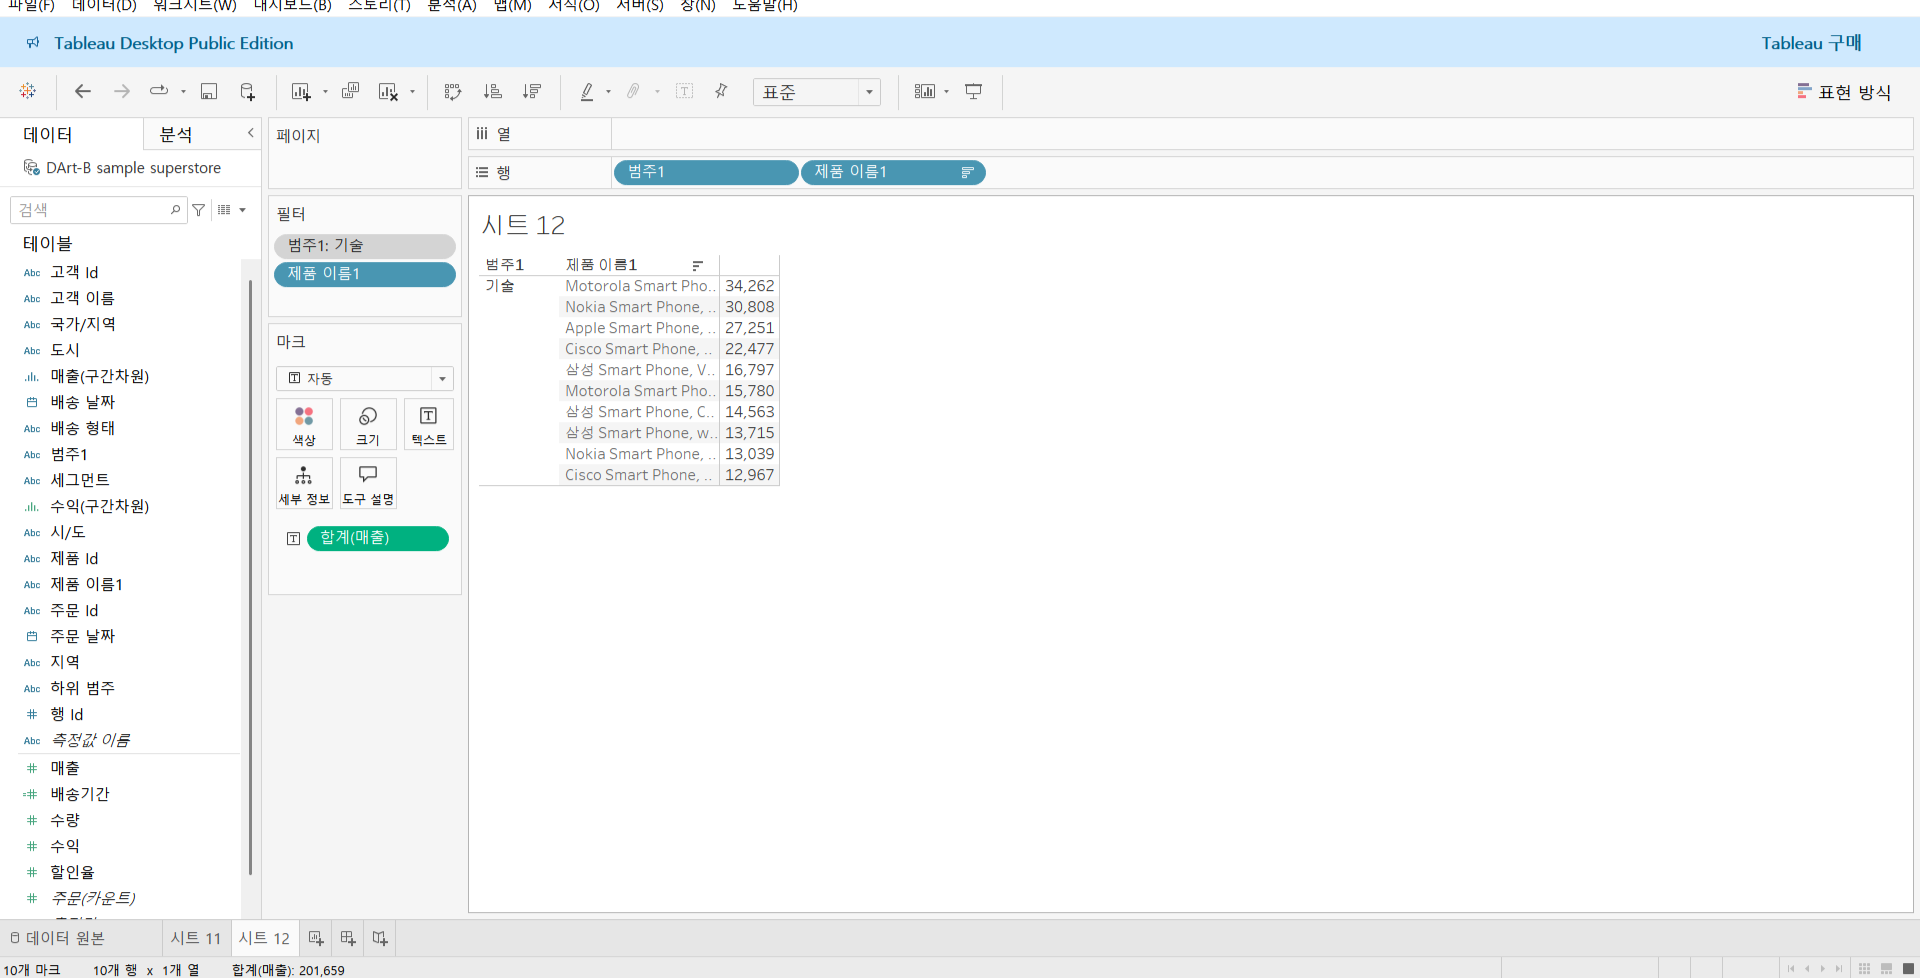 파일(F) 데이터(D) 워크시트(W) 대시보드(B) 스토리(T) 분석(A) 맵(M) 서식(O) 서버(S) 창(N) 도움말(H)
Tableau Desktop Public Edition
Tableau 구매
표준
표현 방식
데이터
분석
DArt-B sample superstore
검색
테이블
Abc 고객 Id
Abc 고객 이름
Abc 국가/지역
Abc 도시
매출(구간차원)
배송 날짜
Abc 배송 형태
Abc 범주1
Abc 세그먼트
수익(구간차원)
Abc 시/도
Abc 제품 Id
Abc 제품 이름1
Abc 주문 Id
주문 날짜
Abc 지역
Abc 하위 범주
# 행 Id
Abc 측정값 이름
# 매출
=# 배송기간
# 수량
# 수익
# 할인율
# 주문(카운트)
페이지
필터
범주1: 기술
제품 이름1
마크
자동
색상
크기
텍스트
세부 정보
도구 설명
합계(매출)
열
행 범주1 제품 이름1
시트 12
범주1 제품 이름1
기술 Motorola Smart Pho.. 34,262
Nokia Smart Phone, .. 30,808
Apple Smart Phone, .. 27,251
Cisco Smart Phone, .. 22,477
삼성 Smart Phone, V.. 16,797
Motorola Smart Pho.. 15,780
삼성 Smart Phone, C.. 14,563
삼성 Smart Phone, w.. 13,715
Nokia Smart Phone, .. 13,039
Cisco Smart Phone, .. 12,967
데이터 원본 시트 11 시트 12
10개 마크 10개 행 x 1개 열 합계(매출): 201,659